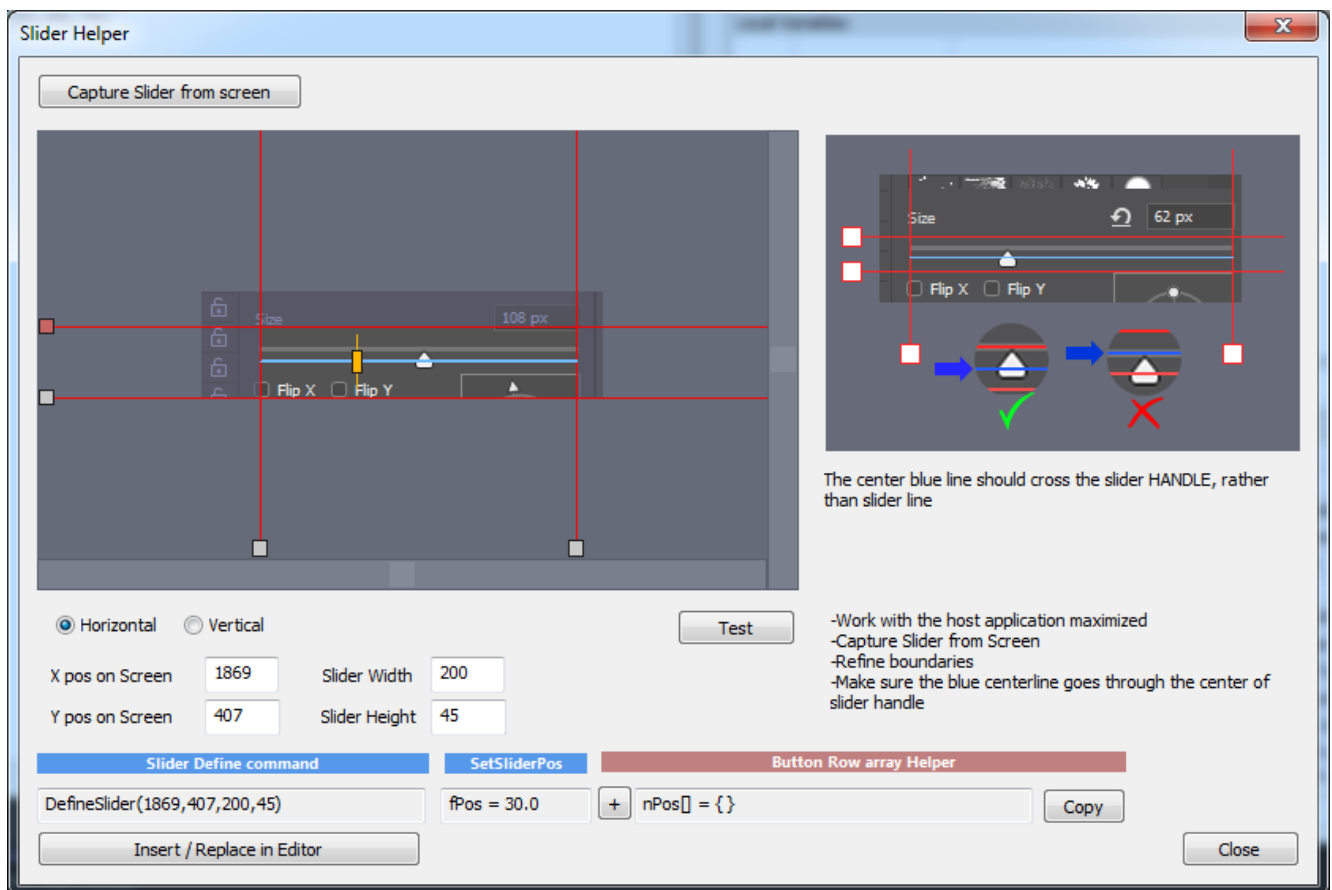 Slider Helper
Capture Slider from screen
Size
108 px
Flip X
Flip Y
Size
62 px
Flip X
Flip Y
The center blue line should cross the slider HANDLE, rather
than slider line
Horizontal
Vertical
Test
X pos on Screen
1869
Slider Width
200
Y pos on Screen
407
Slider Height
45
-Work with the host application maximized
-Capture Slider from Screen
-Refine boundaries
-Make sure the blue centerline goes through the center of
slider handle
Slider Define command
SetSliderPos
Button Row array Helper
DefineSlider(1869,407,200,45)
fPos = 30.0
+
nPos[] = {}
Copy
Insert / Replace in Editor
Close